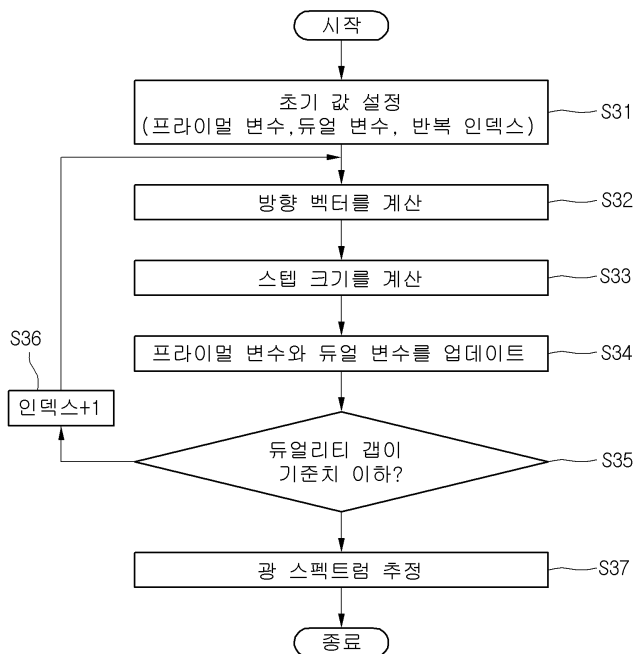 시작
초기 값 설정
(프라이멀 변수,듀얼 변수, 반복 인덱스)
S31
방향 벡터를 계산
S32
스텝 크기를 계산
S33
S36
프라이멀 변수와 듀얼 변수를 업데이트
S34
인덱스+1
듀얼리티 갭이
기준치 이하?
S35
광 스펙트럼 추정
S37
종료